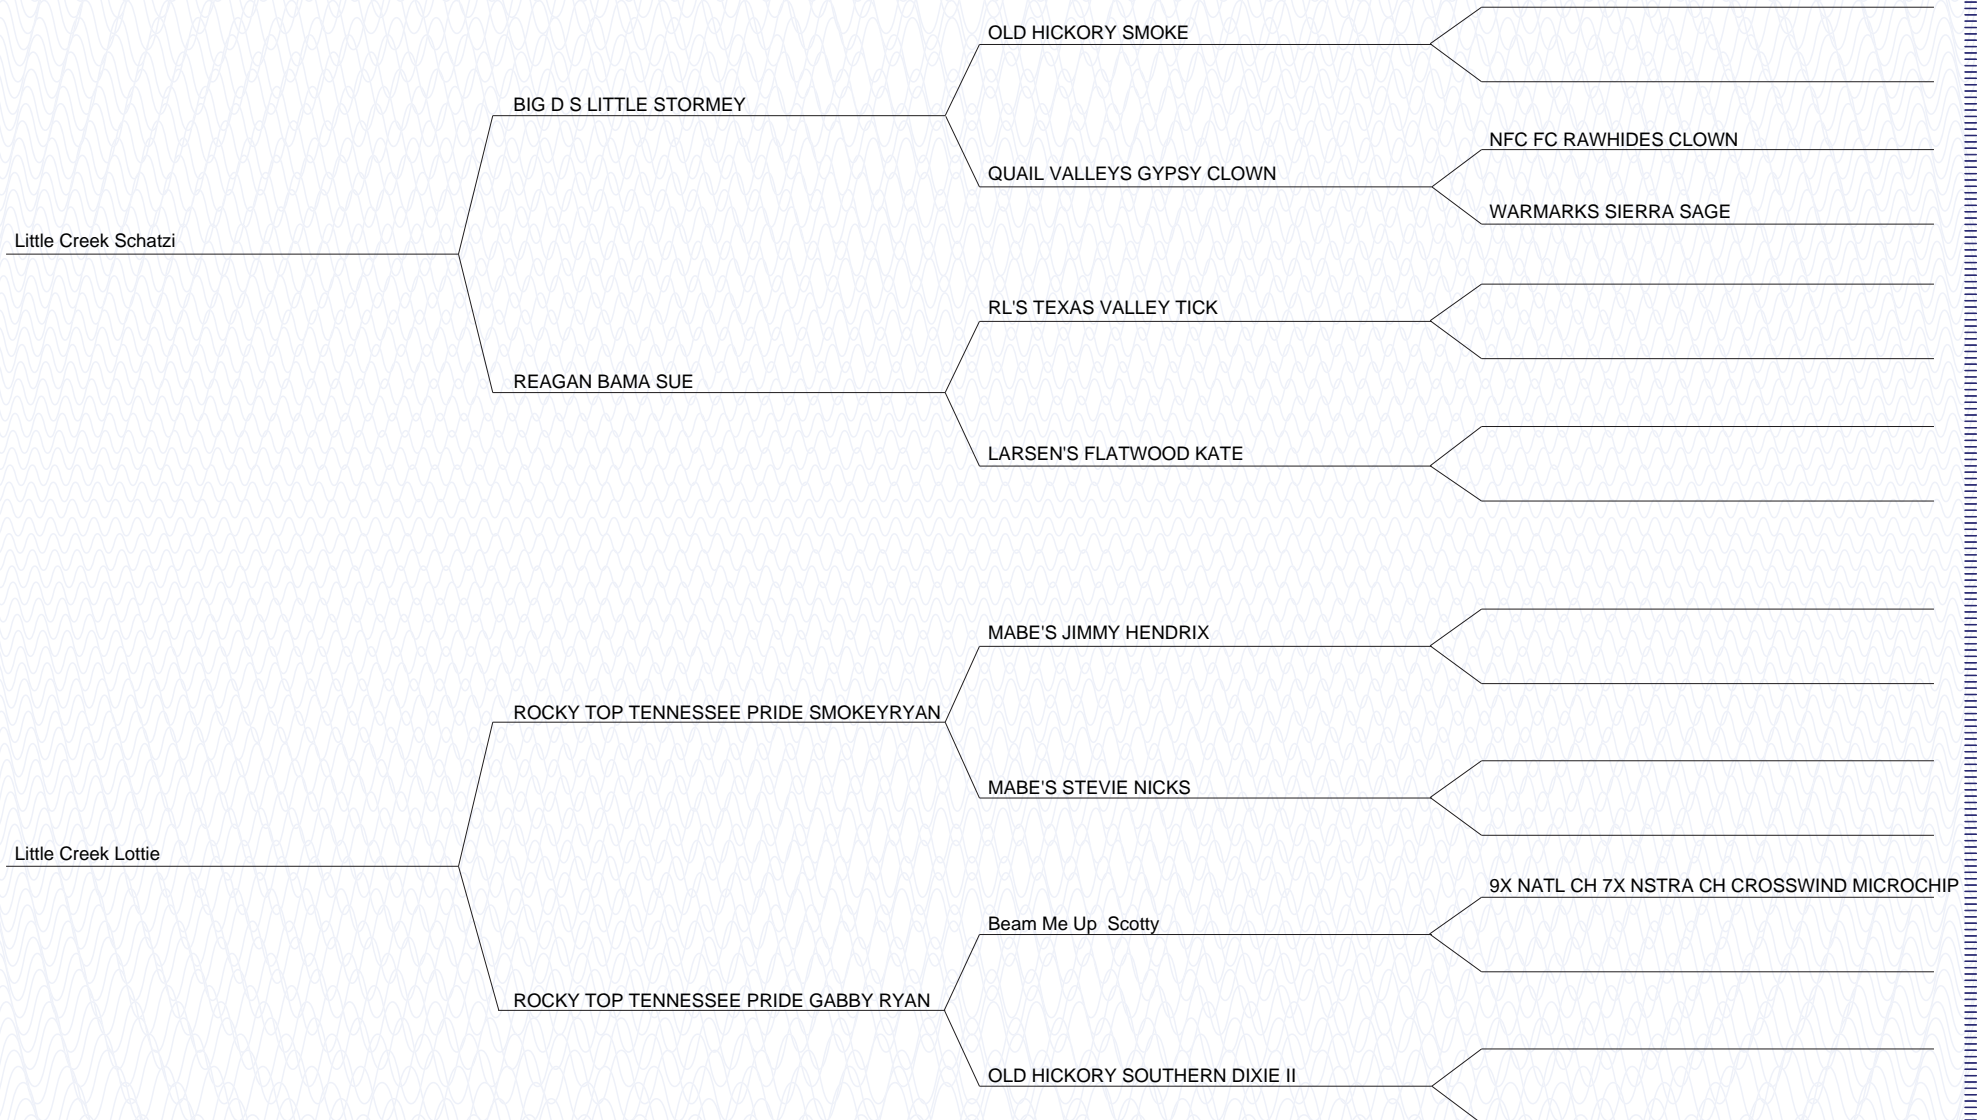 OLD HICKORY SMOKE
BIG D S LITTLE STORMEY
NFC FC RAWHIDES CLOWN
QUAIL VALLEYS GYPSY CLOWN
WARMARKS SIERRA SAGE
Little Creek Schatzi
RL'S TEXAS VALLEY TICK
REAGAN BAMA SUE
LARSEN'S FLATWOOD KATE
MABE'S JIMMY HENDRIX
ROCKY TOP TENNESSEE PRIDE SMOKEYRYAN
MABE'S STEVIE NICKS
Little Creek Lottie
9X NATL CH 7X NSTRA CH CROSSWIND MICROCHIP
Beam Me Up  Scotty
ROCKY TOP TENNESSEE PRIDE GABBY RYAN
OLD HICKORY SOUTHERN DIXIE II